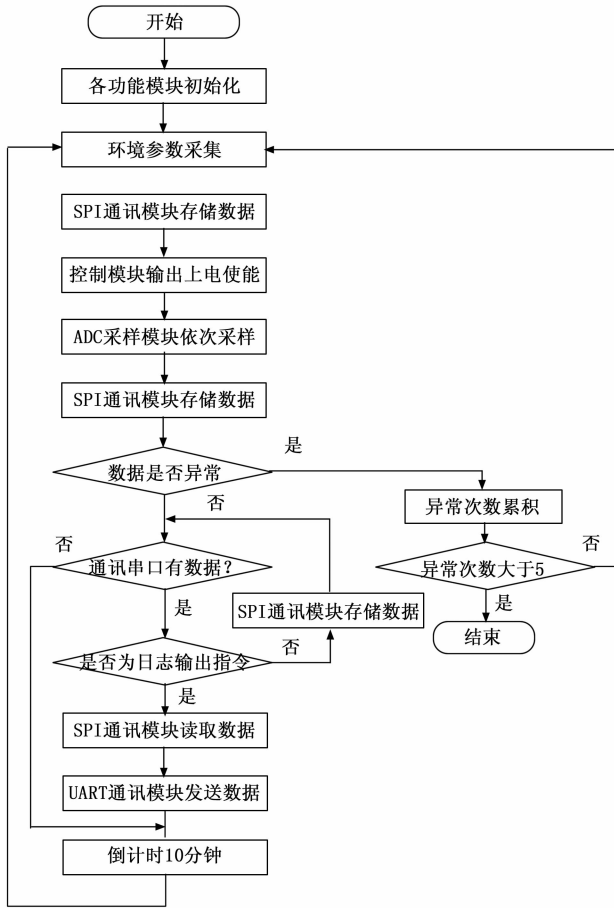 开始
各功能模块初始化
环境参数采集
SPI通讯模块存储数据
控制模块输出上电使能
ADC采样模块依次采样
SPI通讯模块存储数据
是
数据是否异常
否
异常次数累积
否
通讯串口有数据？
异常次数大于5
否
是
SPI通讯模块存储数据
是
结束
是否为日志输出指令
否
是
SPI通讯模块读取数据
UART通讯模块发送数据
倒计时10分钟